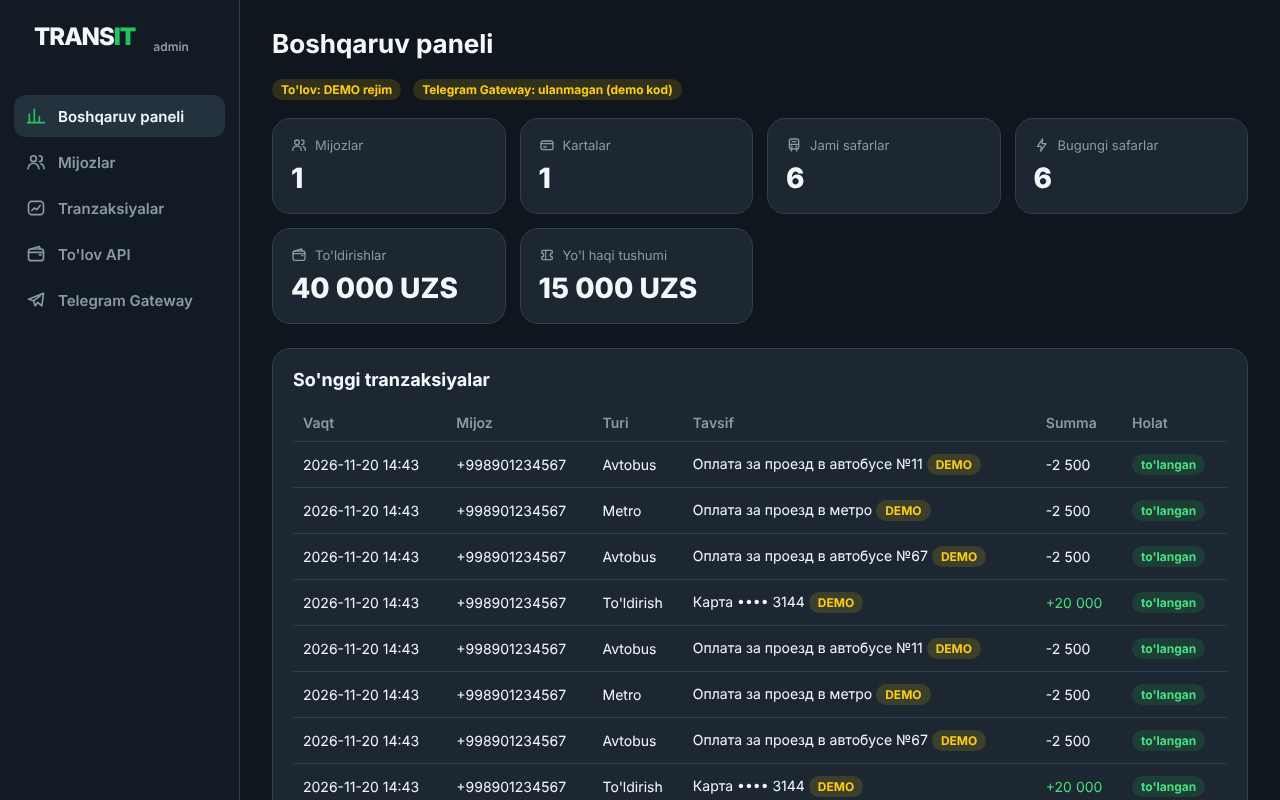 TRANSIT admin
Boshqaruv paneli
Mijozlar
Tranzaksiyalar
To'lov API
Telegram Gateway
Boshqaruv paneli
To'lov: DEMO rejim Telegram Gateway: ulanmagan (demo kod)
Mijozlar
1
Kartalar
1
Jami safarlar
6
Bugungi safarlar
6
To'ldirishlar
40 000 UZS
Yo'l haqi tushumi
15 000 UZS
So'nggi tranzaksiyalar
Vaqt Mijoz Turi Tavsif Summa Holat
2026-11-20 14:43 +998901234567 Avtobus Оплата за проезд в автобусе №11 DEMO -2 500 to'langan
2026-11-20 14:43 +998901234567 Metro Оплата за проезд в метро DEMO -2 500 to'langan
2026-11-20 14:43 +998901234567 Avtobus Оплата за проезд в автобусе №67 DEMO -2 500 to'langan
2026-11-20 14:43 +998901234567 To'ldirish Карта •••• 3144 DEMO +20 000 to'langan
2026-11-20 14:43 +998901234567 Avtobus Оплата за проезд в автобусе №11 DEMO -2 500 to'langan
2026-11-20 14:43 +998901234567 Metro Оплата за проезд в метро DEMO -2 500 to'langan
2026-11-20 14:43 +998901234567 Avtobus Оплата за проезд в автобусе №67 DEMO -2 500 to'langan
2026-11-20 14:43 +998901234567 To'ldirish Карта •••• 3144 DEMO +20 000 to'langan